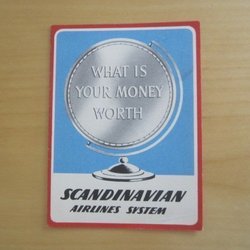 WHAT IS
YOUR MONEY
WORTH
SCANDINAVIAN
AIRLINES SYSTEM